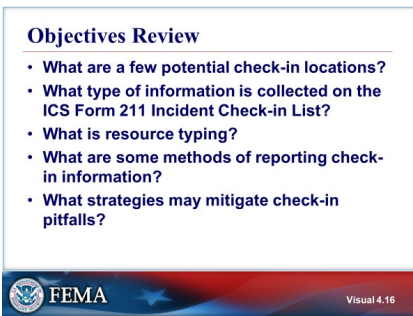 Objectives Review
• What are a few potential check-in locations?
• What type of information is collected on the
ICS Form 211 Incident Check-in List?
• What is resource typing?
• What are some methods of reporting check-
in information?
• What strategies may mitigate check-in
pitfalls?
FEMA
Visual 4.16